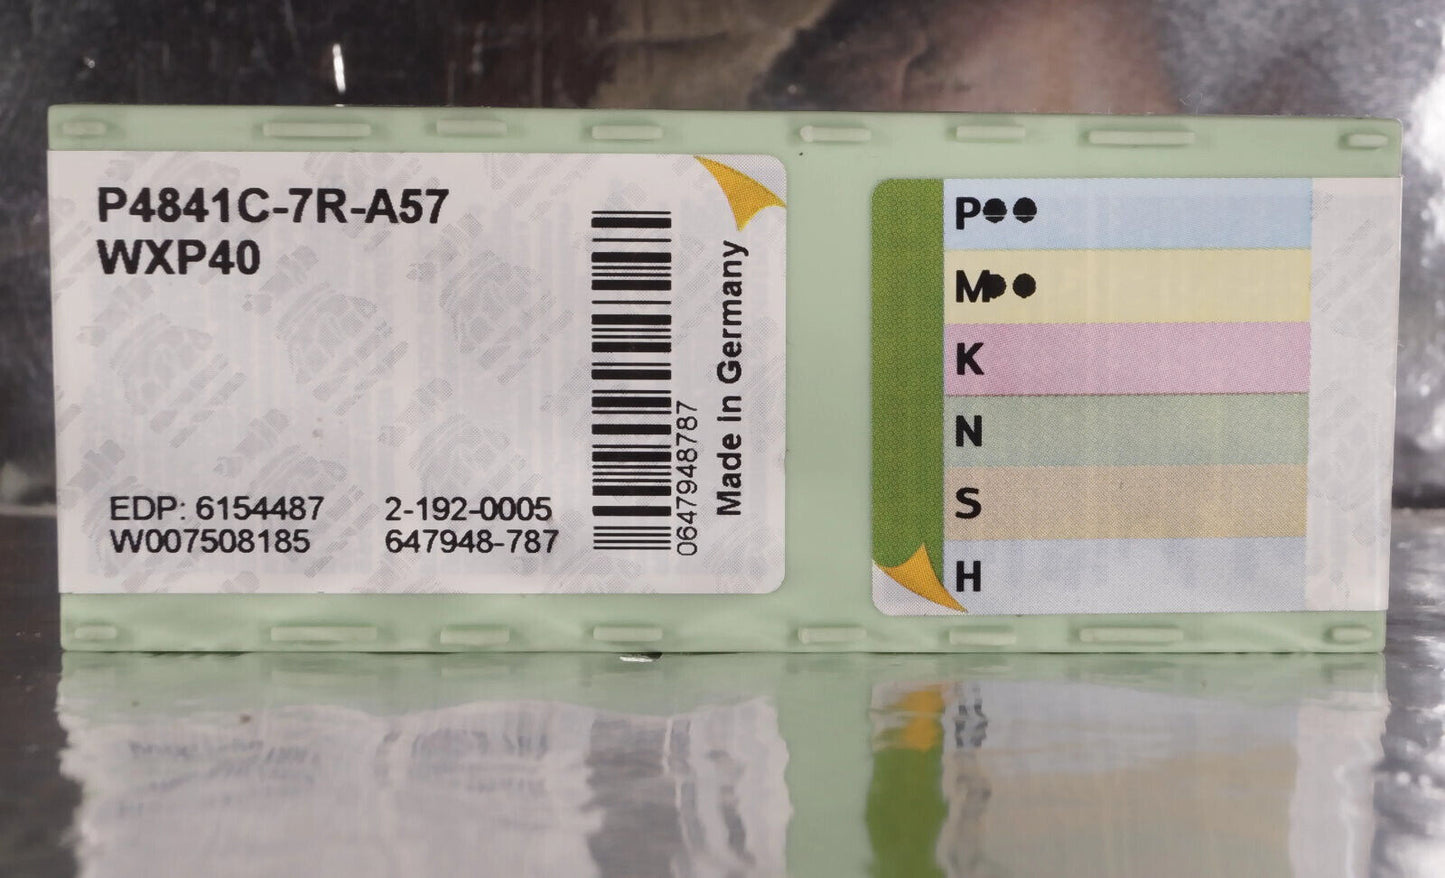 P4841C-7R-A57
WXP40
EDP: 6154487 2-192-0005
W007508185 647948-787
0647948787
Made in Germany
P●●
M●●
K
N
S
H